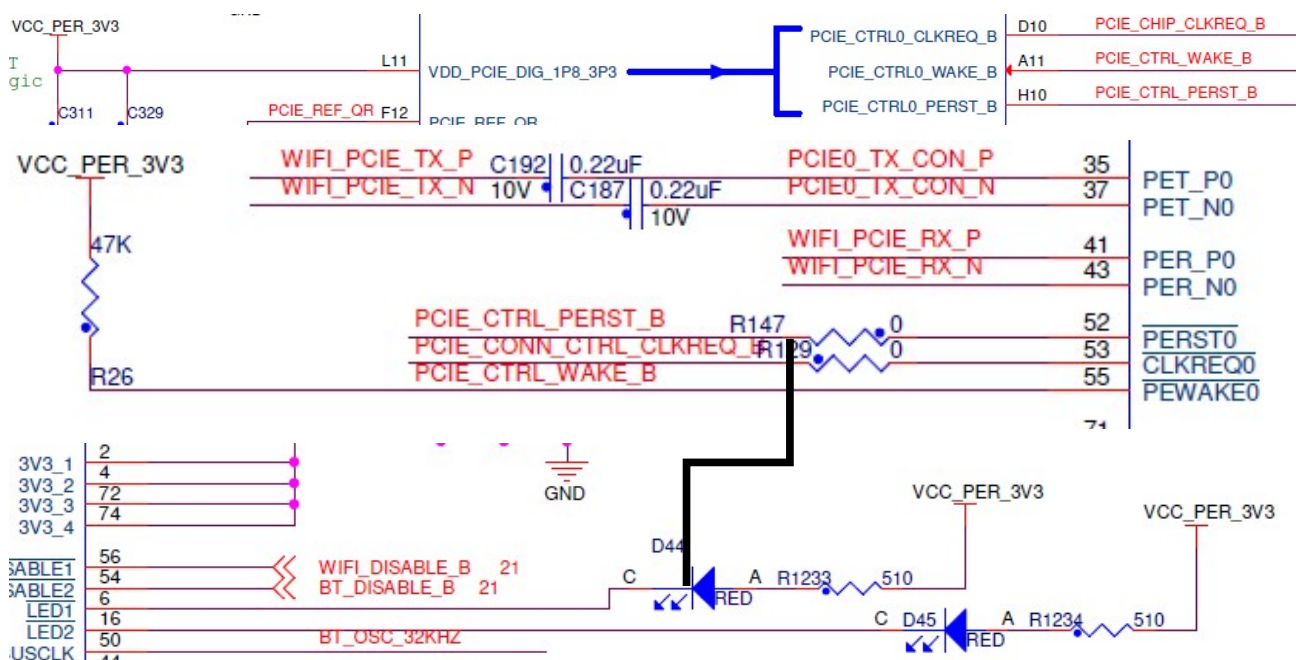 VCC_PER_3V3
T
gic
C311
C329
L11
VDD_PCIE_DIG_1P8_3P3
PCIE_REF_QR F12
PCIE_CTRL0_CLKREQ_B D10 PCIE_CHIP_CLKREQ_B
PCIE_CTRL0_WAKE_B A11 PCIE_CTRL_WAKE_B
PCIE_CTRL0_PERST_B H10 PCIE_CTRL_PERST_B
VCC_PER_3V3
47K
R26
WIFI_PCIE_TX_P C192 0.22uF PCIE0_TX_CON_P 35 PET_P0
WIFI_PCIE_TX_N 10V C187 0.22uF PCIE0_TX_CON_N 37 PET_N0
10V
WIFI_PCIE_RX_P 41 PER_P0
WIFI_PCIE_RX_N 43 PER_N0
PCIE_CTRL_PERST_B R147 0 52 PERST0
PCIE_CONN_CTRL_CLKREQ_B R129 0 53 CLKREQ0
PCIE_CTRL_WAKE_B 55 PEWAKE0
3V3_1 2
3V3_2 4
3V3_3 72
3V3_4 74
GND
SABLE1 56 WIFI_DISABLE_B 21
SABLE2 54 BT_DISABLE_B 21
LED1 6
LED2 16
USCLK 50 BT_OSC_32KHZ
VCC_PER_3V3
D44
C A R1233 510
RED
VCC_PER_3V3
C D45 A R1234 510
RED